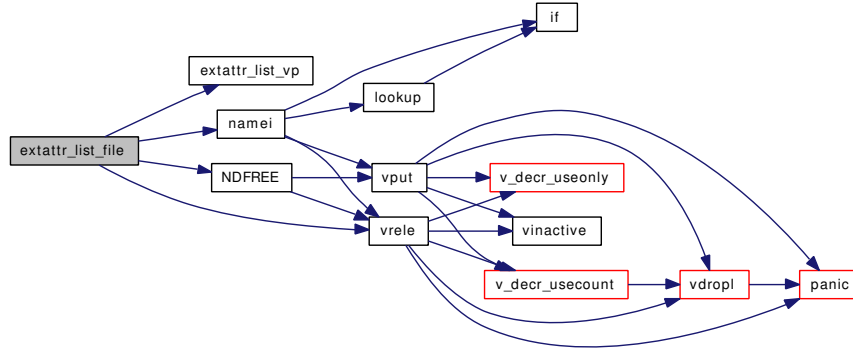 if
extattr_list_vp
lookup
namei
extattr_list_file
NDFREE
vput
v_decr_useonly
vrele
vinactive
v_decr_usecount
vdropl
panic